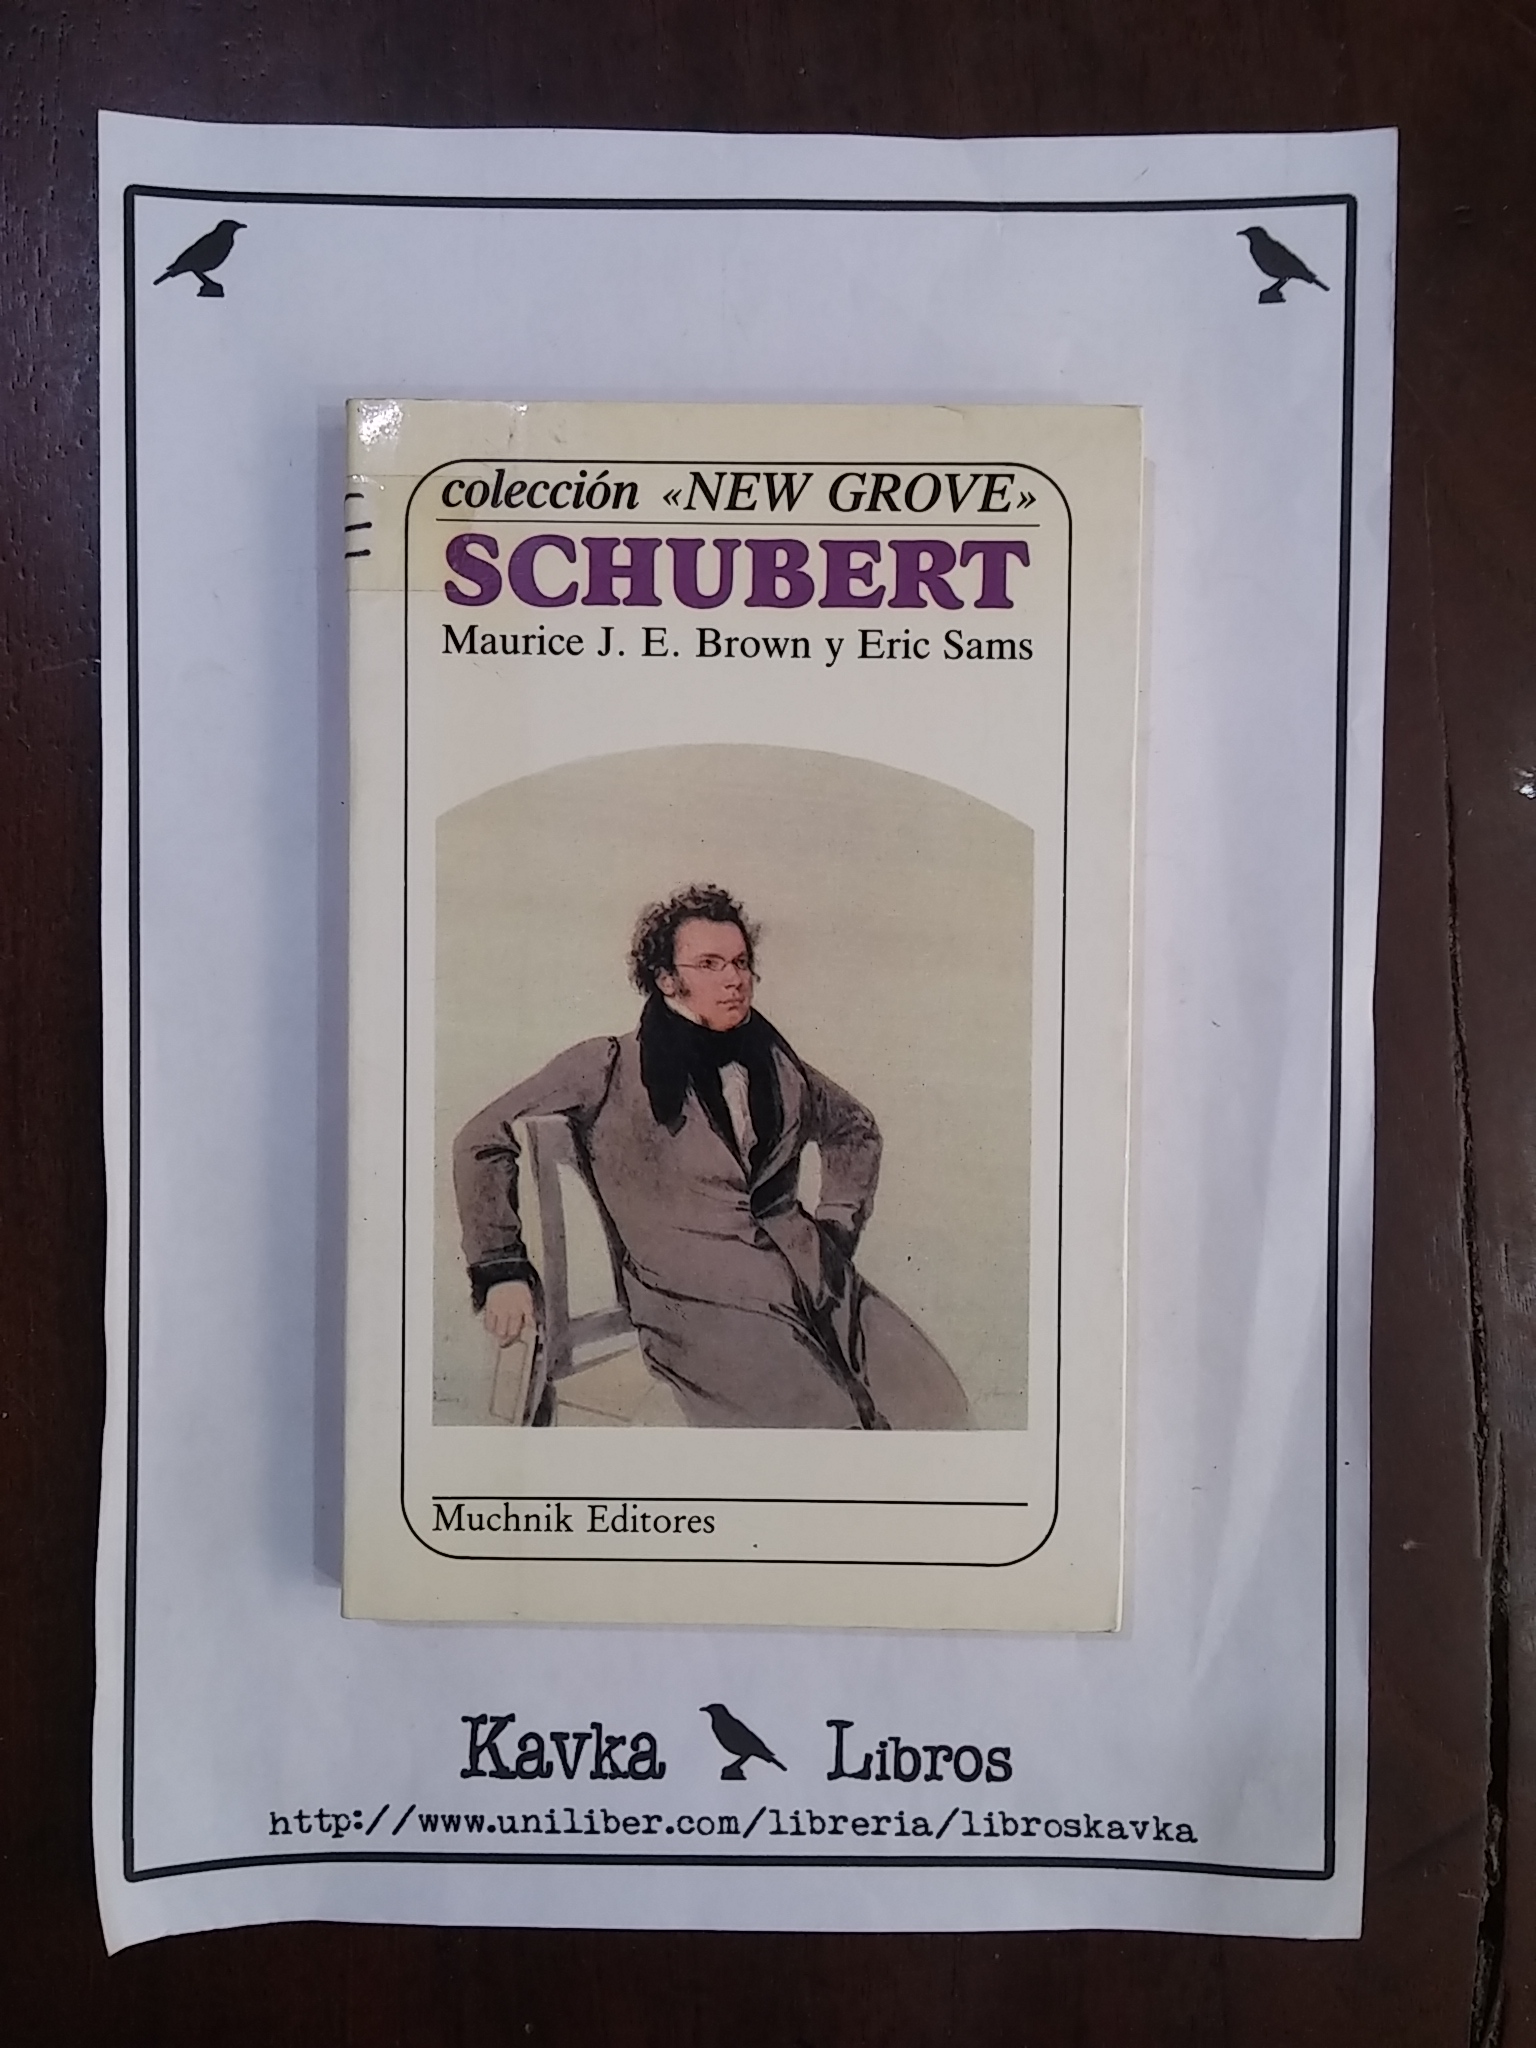 colección «NEW GROVE»
SCHUBERT
Maurice J. E. Brown y Eric Sams
Muchnik Editores
Kavka Libros
http://www.uniliber.com/libreria/libroskavka